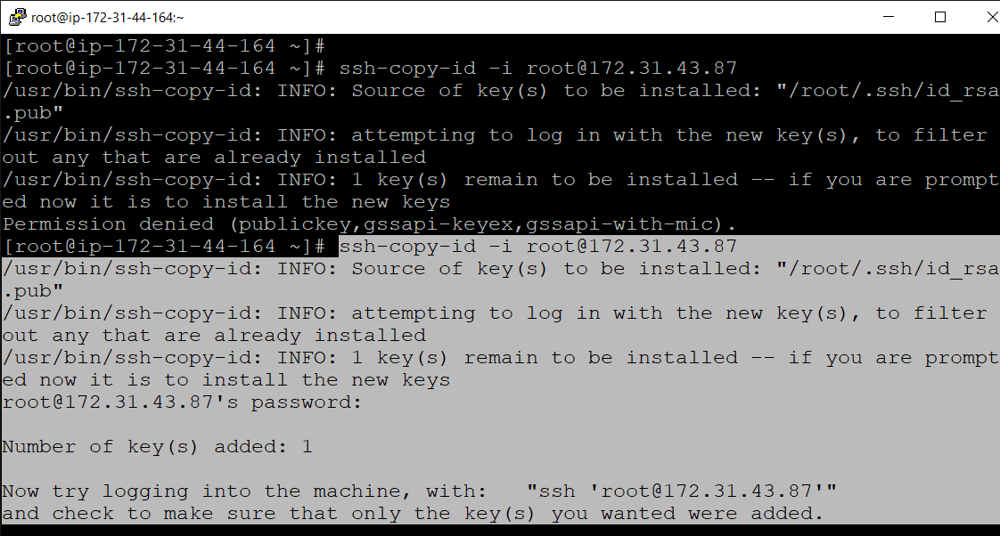 root@ip-172-31-44-164:~
[root@ip-172-31-44-164 ~]#
[root@ip-172-31-44-164 ~]# ssh-copy-id -i root@172.31.43.87
/usr/bin/ssh-copy-id: INFO: Source of key(s) to be installed: "/root/.ssh/id_rsa
.pub"
/usr/bin/ssh-copy-id: INFO: attempting to log in with the new key(s), to filter
out any that are already installed
/usr/bin/ssh-copy-id: INFO: 1 key(s) remain to be installed -- if you are prompt
ed now it is to install the new keys
Permission denied (publickey,gssapi-keyex,gssapi-with-mic).
[root@ip-172-31-44-164 ~]# ssh-copy-id -i root@172.31.43.87
/usr/bin/ssh-copy-id: INFO: Source of key(s) to be installed: "/root/.ssh/id_rsa
.pub"
/usr/bin/ssh-copy-id: INFO: attempting to log in with the new key(s), to filter
out any that are already installed
/usr/bin/ssh-copy-id: INFO: 1 key(s) remain to be installed -- if you are prompt
ed now it is to install the new keys
root@172.31.43.87's password:
Number of key(s) added: 1
Now try logging into the machine, with:   "ssh 'root@172.31.43.87'"
and check to make sure that only the key(s) you wanted were added.